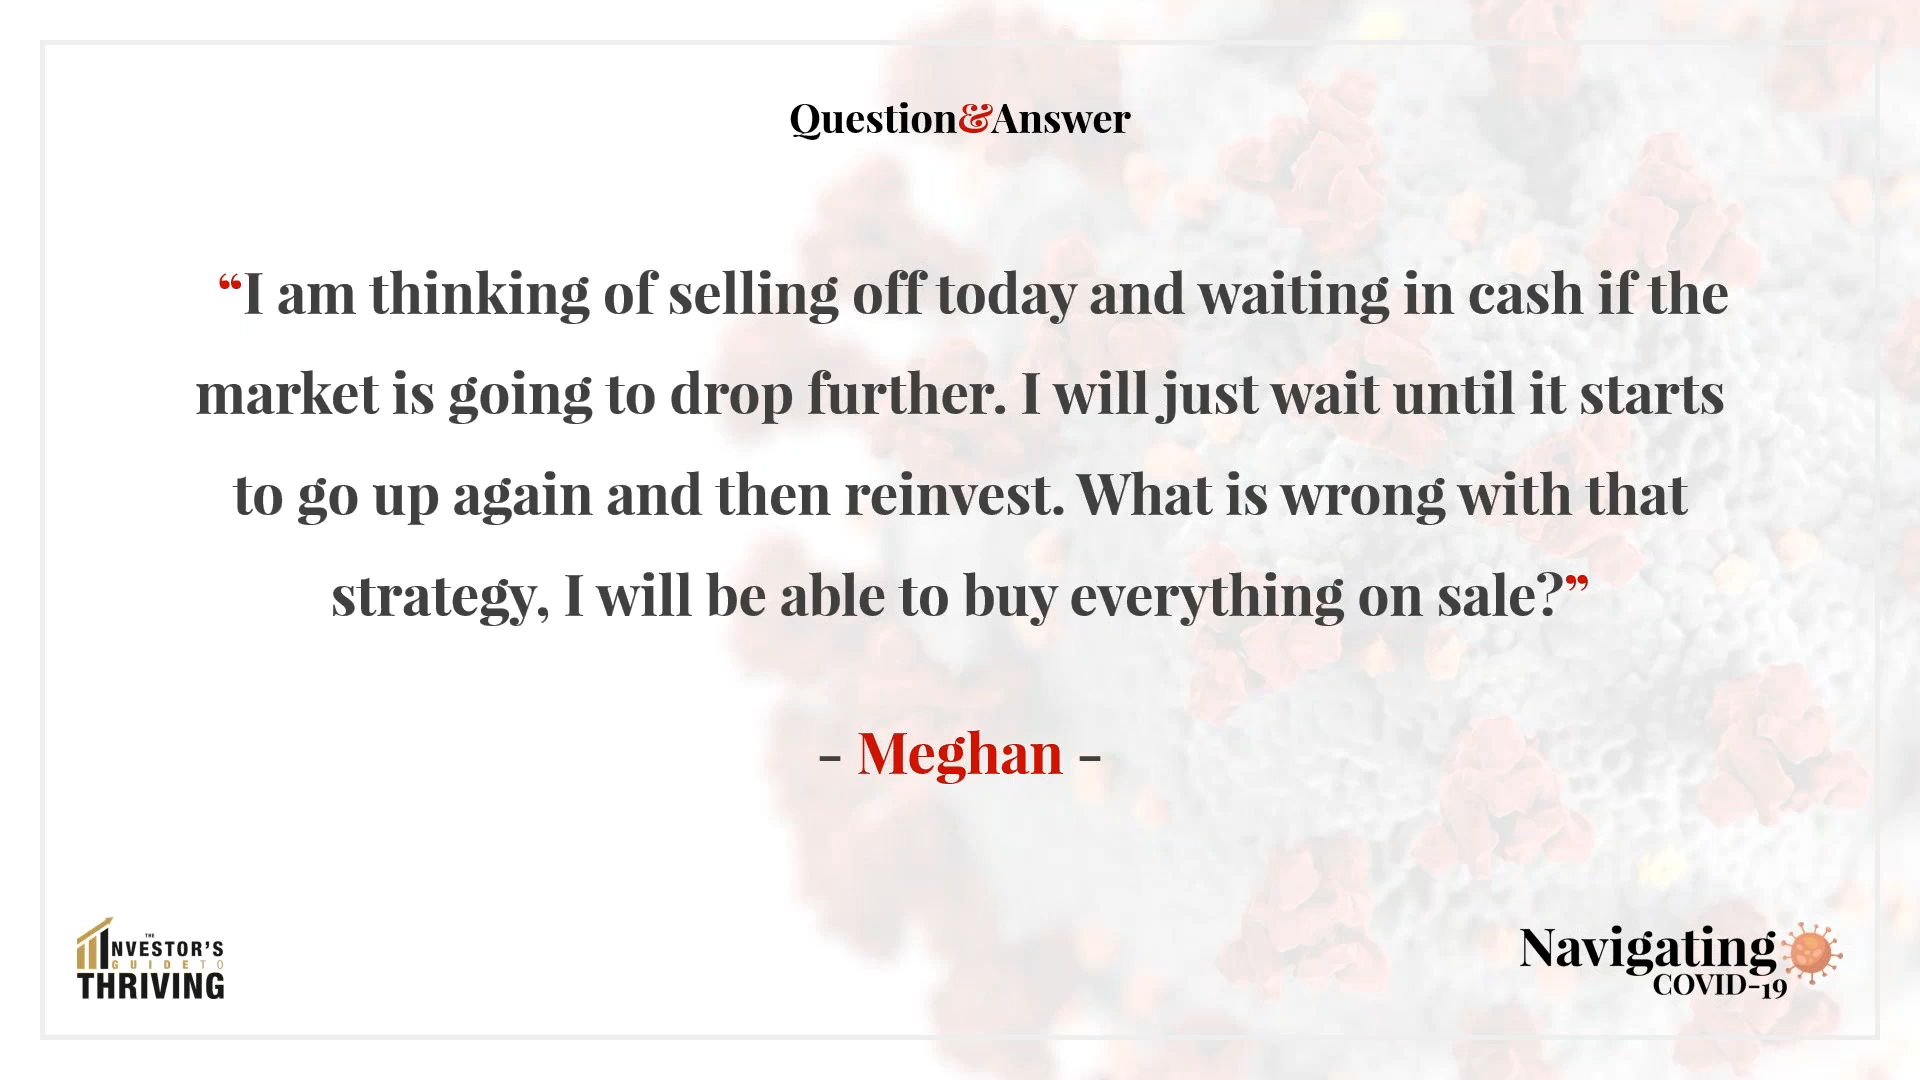 Question&Answer
“I am thinking of selling off today and waiting in cash if the
market is going to drop further. I will just wait until it starts
to go up again and then reinvest. What is wrong with that
strategy, I will be able to buy everything on sale?”
- Meghan -
THE
INVESTOR'S
GUIDE TO
THRIVING
Navigating
COVID-19